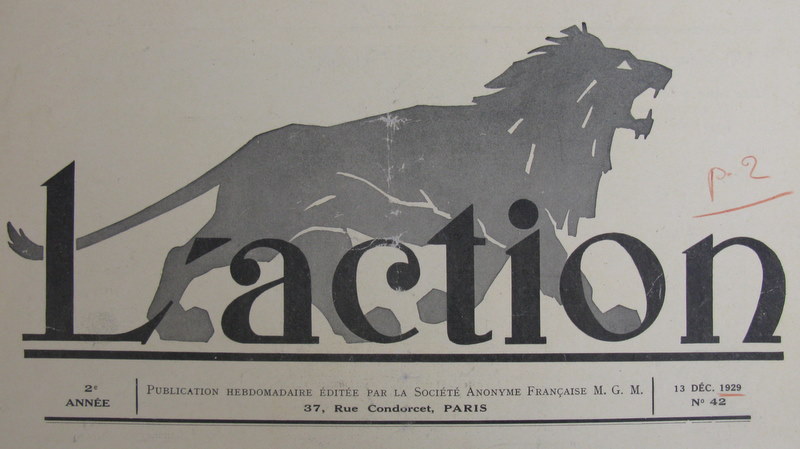 p. 2
L'action
2e ANNÉE
PUBLICATION HEBDOMADAIRE ÉDITÉE PAR LA SOCIÉTÉ ANONYME FRANÇAISE M. G. M.
37, Rue Condorcet, PARIS
13 DÉC. 1929
No 42